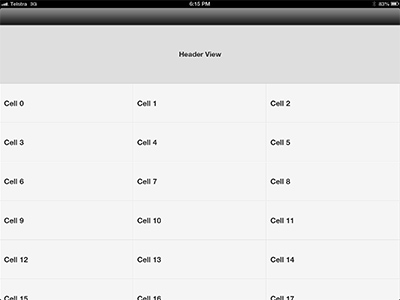 Telstra 3G 6:15 PM 83%
Header View
Cell 0 Cell 1 Cell 2
Cell 3 Cell 4 Cell 5
Cell 6 Cell 7 Cell 8
Cell 9 Cell 10 Cell 11
Cell 12 Cell 13 Cell 14
Cell 15 Cell 16 Cell 17